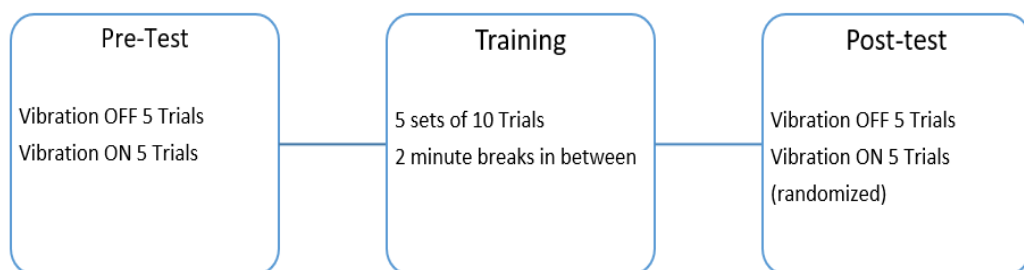 Pre-Test
Vibration OFF 5 Trials
Vibration ON 5 Trials
Training
5 sets of 10 Trials
2 minute breaks in between
Post-test
Vibration OFF 5 Trials
Vibration ON 5 Trials
(randomized)